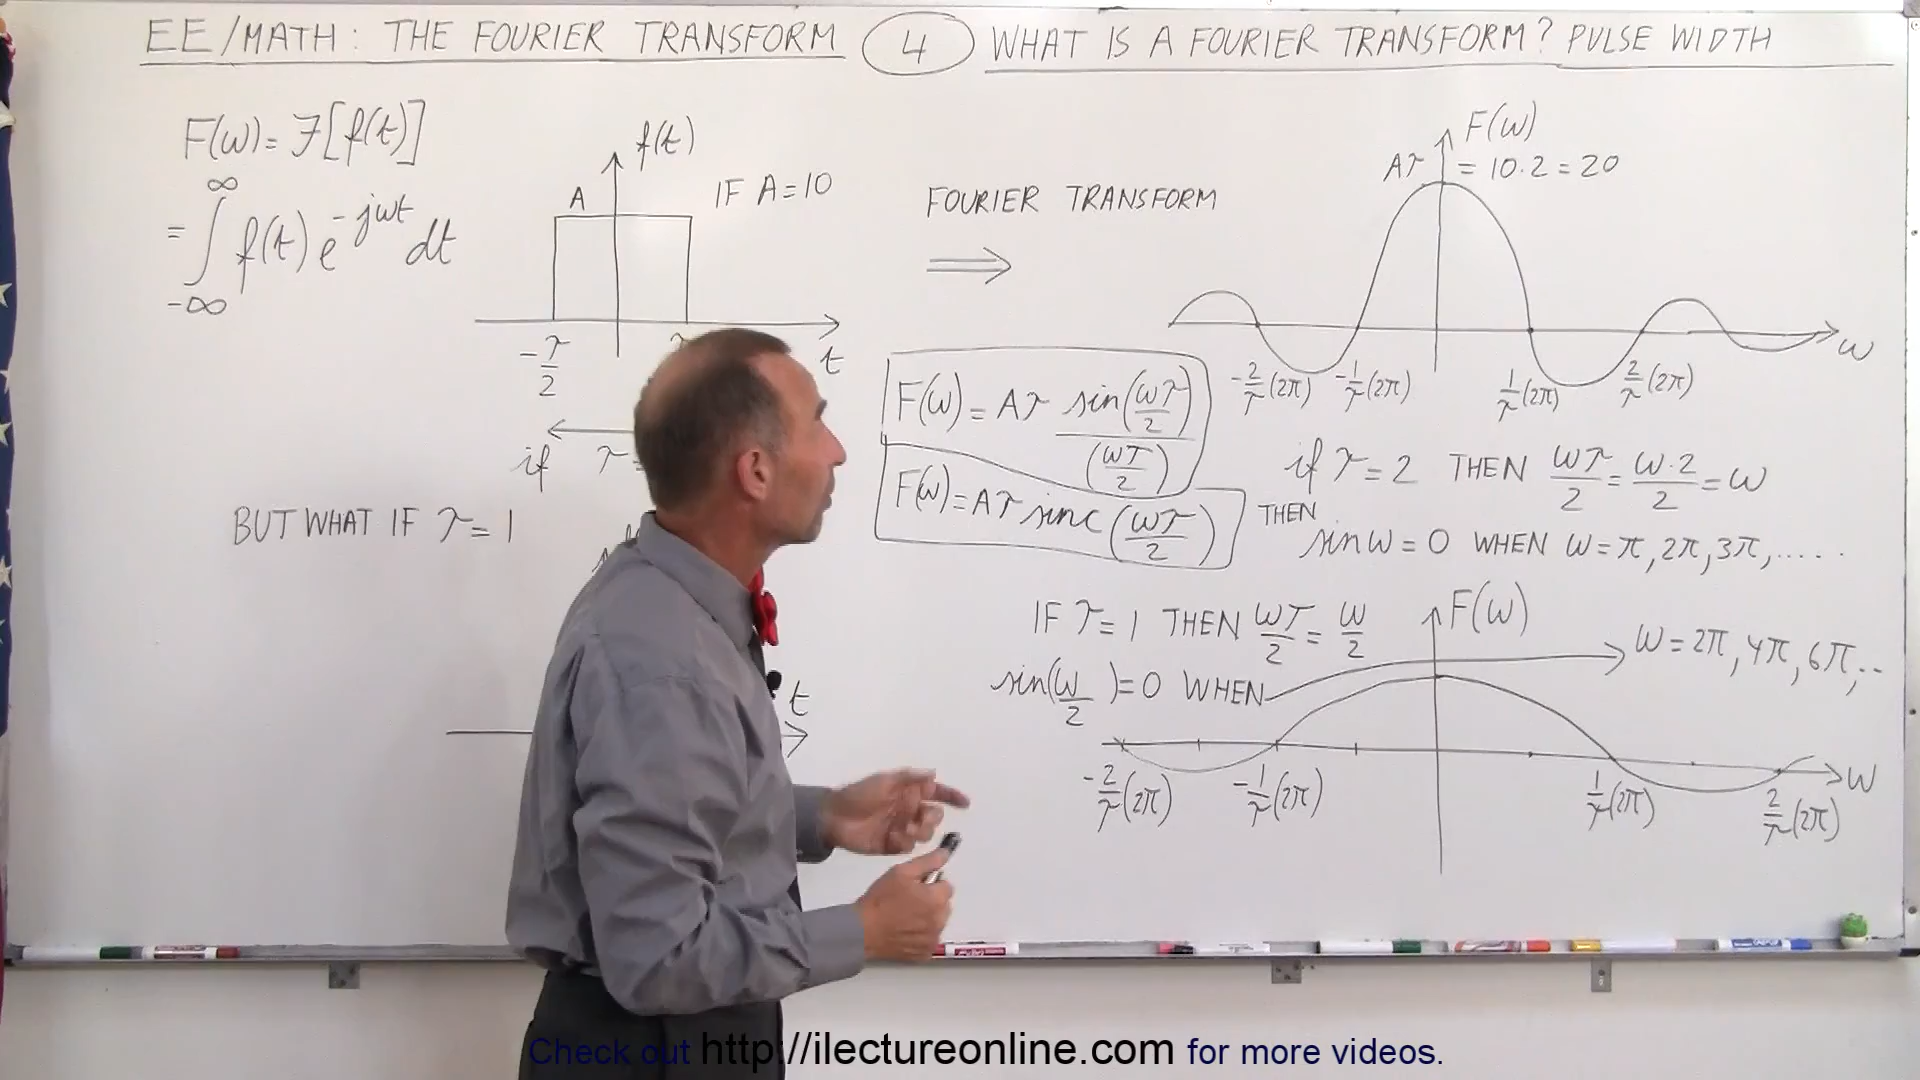 EE/MATH: THE FOURIER TRANSFORM 4 WHAT IS A FOURIER TRANSFORM? PULSE WIDTH
F(ω) = ℱ[f(t)]
= ∫ from -∞ to ∞ f(t) e^-jωt dt
f(t)
A
IF A=10
-τ/2
t
if τ =
BUT WHAT IF τ = 1
t
FOURIER TRANSFORM
⇒
F(ω) = Aτ sin(ωτ/2) / (ωτ/2)
F(ω) = Aτ sinc(ωτ/2)
F(ω)
Aτ = 10·2 = 20
-2/τ(2π) -1/τ(2π) 1/τ(2π) 2/τ(2π)
ω
if τ = 2 THEN ωτ/2 = ω·2/2 = ω
THEN
sin ω = 0 WHEN ω = π, 2π, 3π, .....
IF τ = 1 THEN ωτ/2 = ω/2
F(ω)
sin(ω/2) = 0 WHEN → ω = 2π, 4π, 6π, ..
-2/τ(2π) -1/τ(2π) 1/τ(2π) 2/τ(2π)
ω
Check out http://ilectureonline.com for more videos.